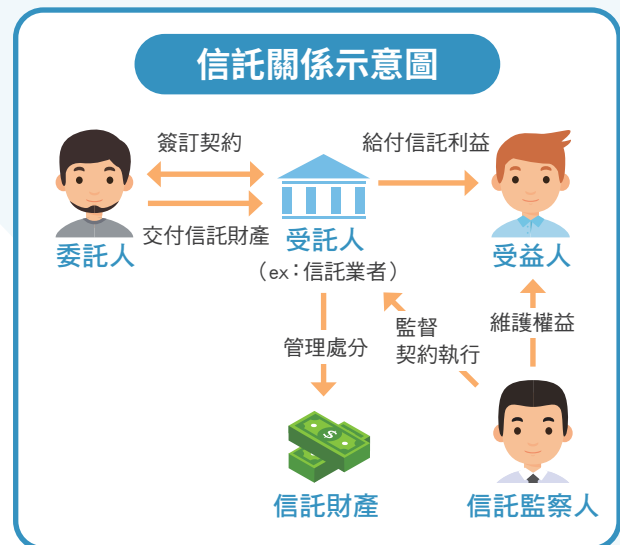 信託關係示意圖
簽訂契約
給付信託利益
交付信託財產
委託人
受託人
受益人
（ex：信託業者）
監督
契約執行
維護權益
管理處分
$
信託財產
信託監察人